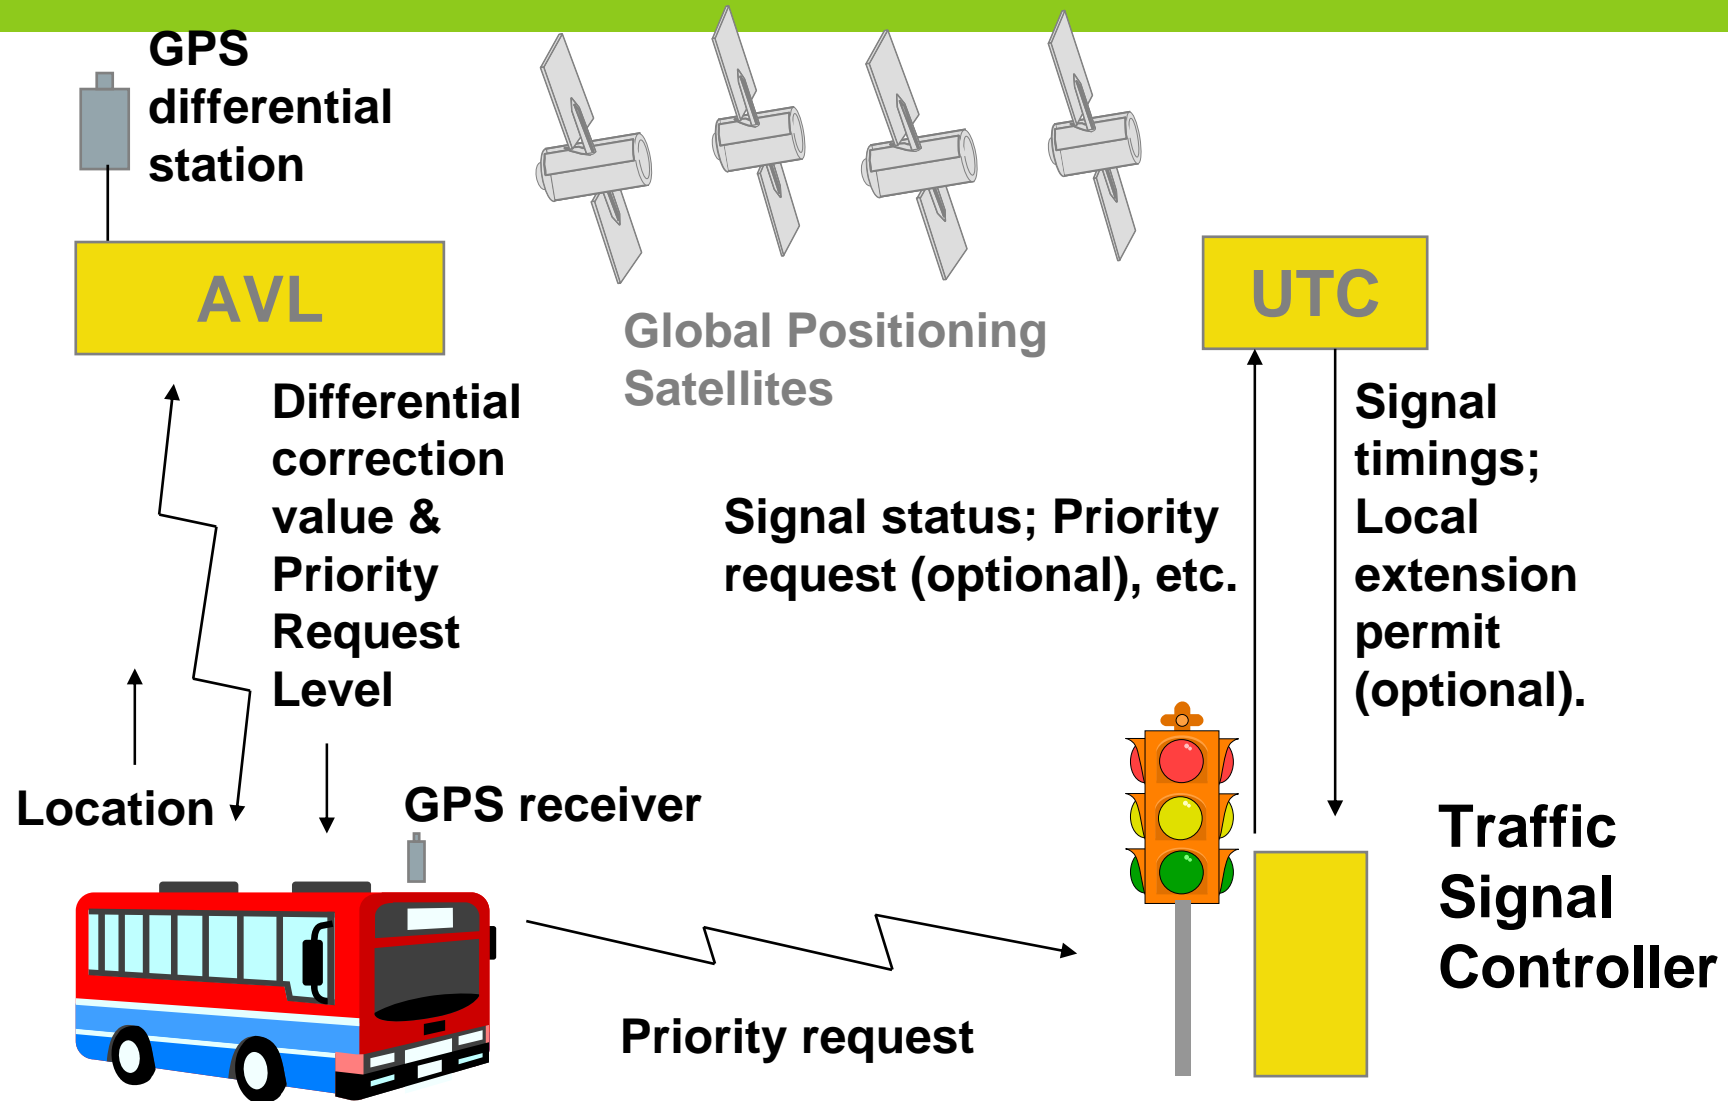 GPS
differential
station
AVL
UTC
Global Positioning
Satellites
Differential
correction
value &
Priority
Request
Level
Signal status; Priority
request (optional), etc.
Signal
timings;
Local
extension
permit
(optional).
Location
GPS receiver
Traffic
Signal
Controller
Priority request